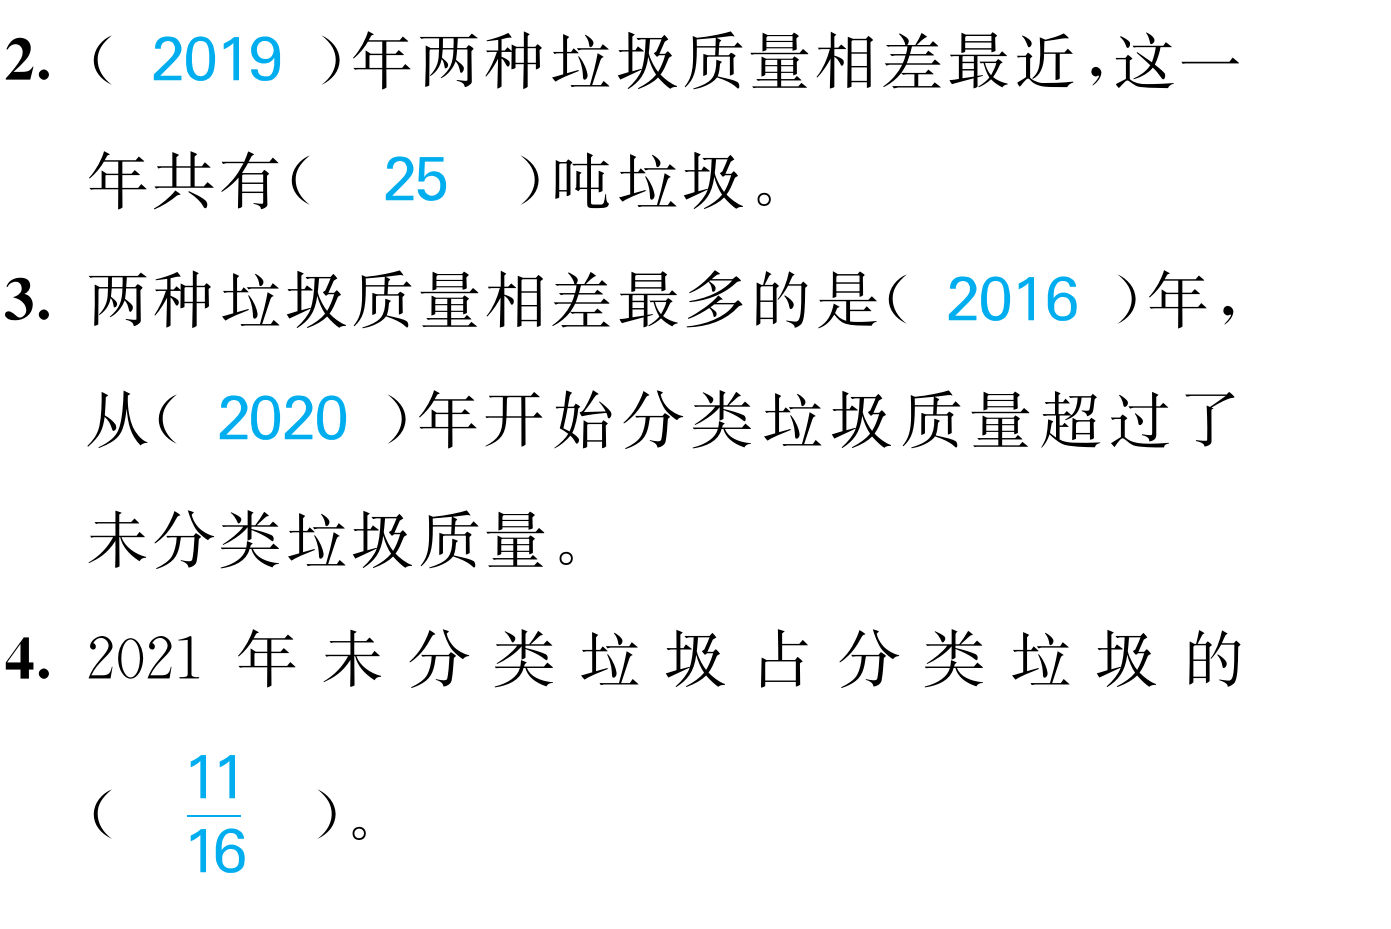 2. ( 2019 )年两种垃圾质量相差最近,这一
年共有( 25 )吨垃圾。
3. 两种垃圾质量相差最多的是( 2016 )年,
从( 2020 )年开始分类垃圾质量超过了
未分类垃圾质量。
4. 2021 年未分类垃圾占分类垃圾的
( 11/16 )。